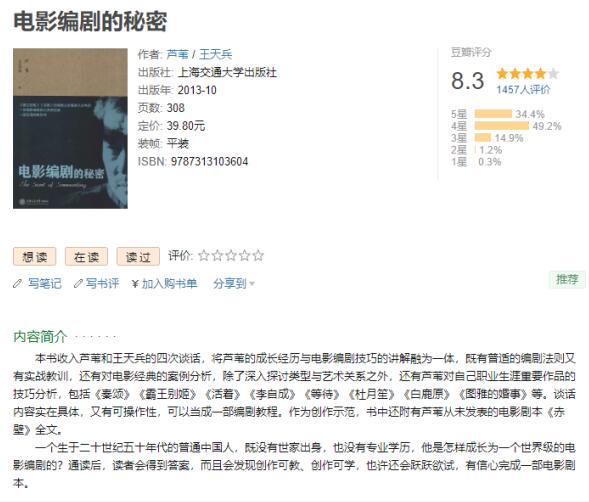 电影编剧的秘密
作者: 芦苇 / 王天兵
出版社: 上海交通大学出版社
出版年: 2013-10
页数: 308
定价: 39.80元
装帧: 平装
ISBN: 9787313103604
电影编剧的秘密
The Secret of Screenwriting
豆瓣评分
8.3
1457人评价
5星 34.4%
4星 49.2%
3星 14.9%
2星 1.2%
1星 0.3%
想读 在读 读过 评价:
写笔记 写书评 ¥加入购书单 分享到
推荐
内容简介 · · · · · ·
本书收入芦苇和王天兵的四次谈话，将芦苇的成长经历与电影编剧技巧的讲解融为一体，既有普适的编剧法则又
有实战教训，还有对电影经典的案例分析，除了深入探讨类型与艺术关系之外，还有芦苇对自己职业生涯重要作品的
技巧分析，包括《秦颂》《霸王别姬》《活着》《李自成》《等待》《杜月笙》《白鹿原》《图雅的婚事》等。谈话
内容实在具体，又有可操作性，可以当成一部编剧教程。作为创作示范，书中还附有芦苇从未发表的电影剧本《赤
壁》全文。
一个生于二十世纪五十年代的普通中国人，既没有世家出身，也没有专业学历，他是怎样成长为一个世界级的电
影编剧的？通读后，读者会得到答案，而且会发现创作可教、创作可学，也许还会跃跃欲试，有信心完成一部电影剧
本。